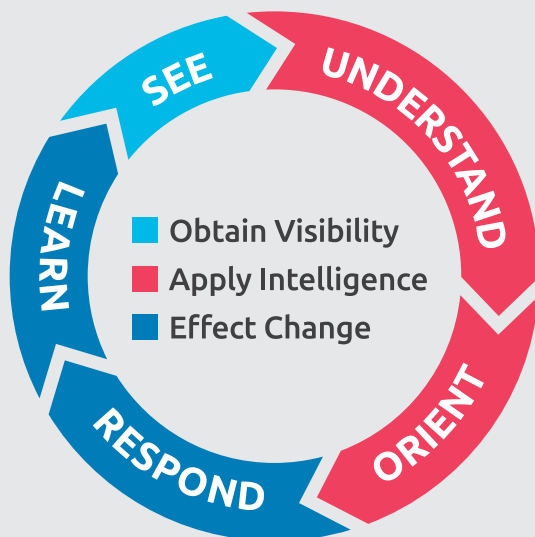 SEE
UNDERSTAND
ORIENT
RESPOND
LEARN
Obtain Visibility
Apply Intelligence
Effect Change